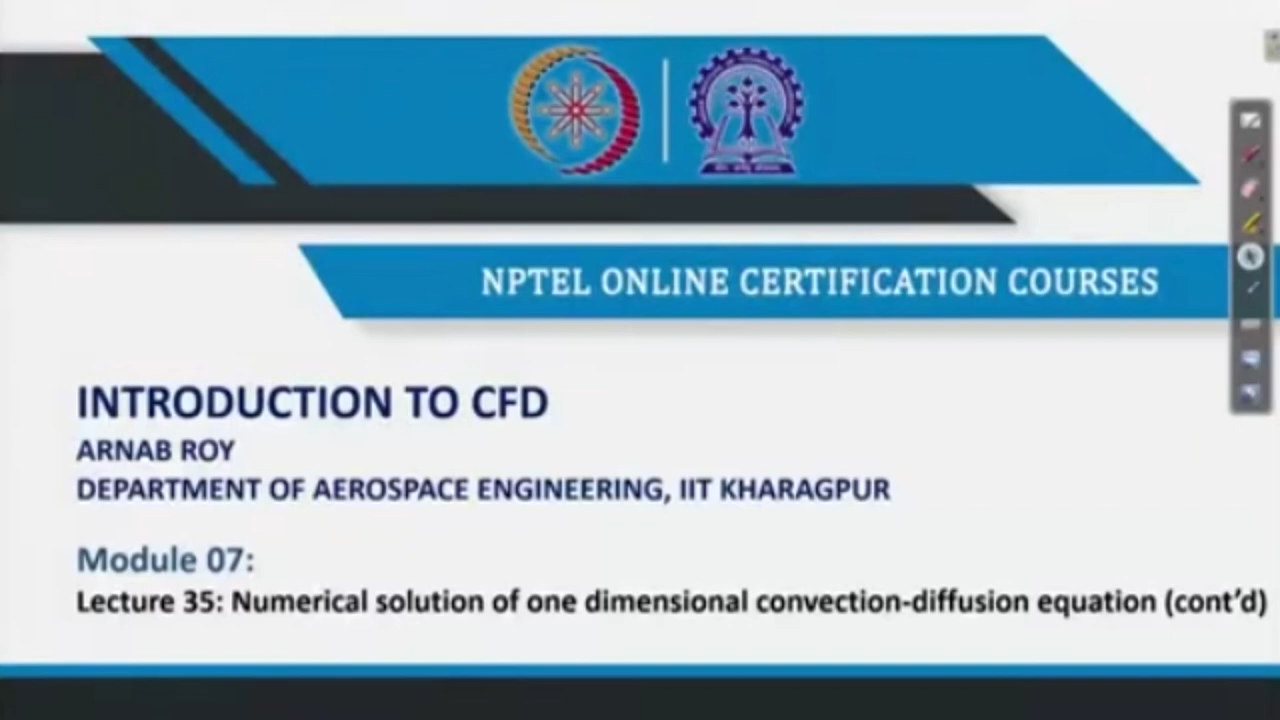 NPTEL ONLINE CERTIFICATION COURSES
INTRODUCTION TO CFD
ARNAB ROY
DEPARTMENT OF AEROSPACE ENGINEERING, IIT KHARAGPUR
Module 07:
Lecture 35: Numerical solution of one dimensional convection-diffusion equation (cont'd)